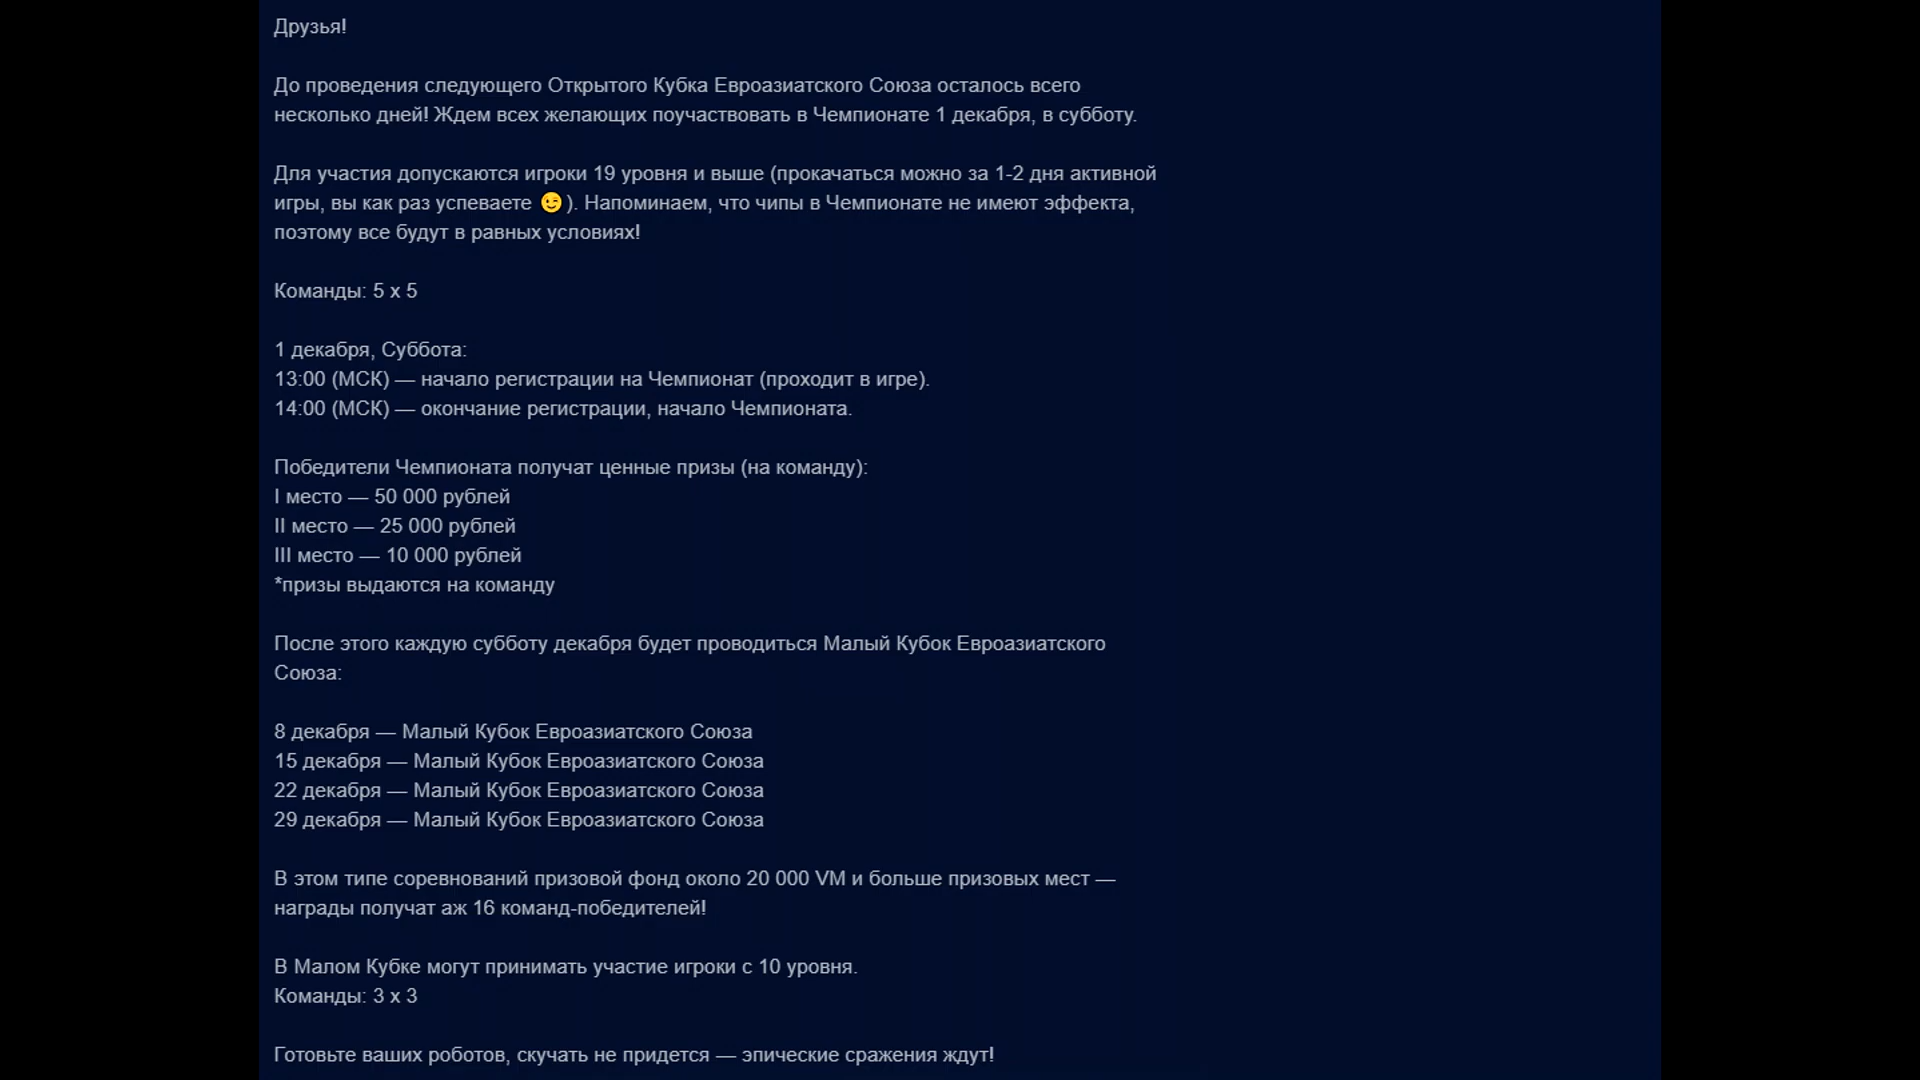 Друзья!
До проведения следующего Открытого Кубка Евроазиатского Союза осталось всего
несколько дней! Ждем всех желающих поучаствовать в Чемпионате 1 декабря, в субботу.
Для участия допускаются игроки 19 уровня и выше (прокачаться можно за 1-2 дня активной
игры, вы как раз успеваете 😉). Напоминаем, что чипы в Чемпионате не имеют эффекта,
поэтому все будут в равных условиях!
Команды: 5 х 5
1 декабря, Суббота:
13:00 (МСК) — начало регистрации на Чемпионат (проходит в игре).
14:00 (МСК) — окончание регистрации, начало Чемпионата.
Победители Чемпионата получат ценные призы (на команду):
I место — 50 000 рублей
II место — 25 000 рублей
III место — 10 000 рублей
*призы выдаются на команду
После этого каждую субботу декабря будет проводиться Малый Кубок Евроазиатского
Союза:
8 декабря — Малый Кубок Евроазиатского Союза
15 декабря — Малый Кубок Евроазиатского Союза
22 декабря — Малый Кубок Евроазиатского Союза
29 декабря — Малый Кубок Евроазиатского Союза
В этом типе соревнований призовой фонд около 20 000 VM и больше призовых мест —
награды получат аж 16 команд-победителей!
В Малом Кубке могут принимать участие игроки с 10 уровня.
Команды: 3 х 3
Готовьте ваших роботов, скучать не придется — эпические сражения ждут!